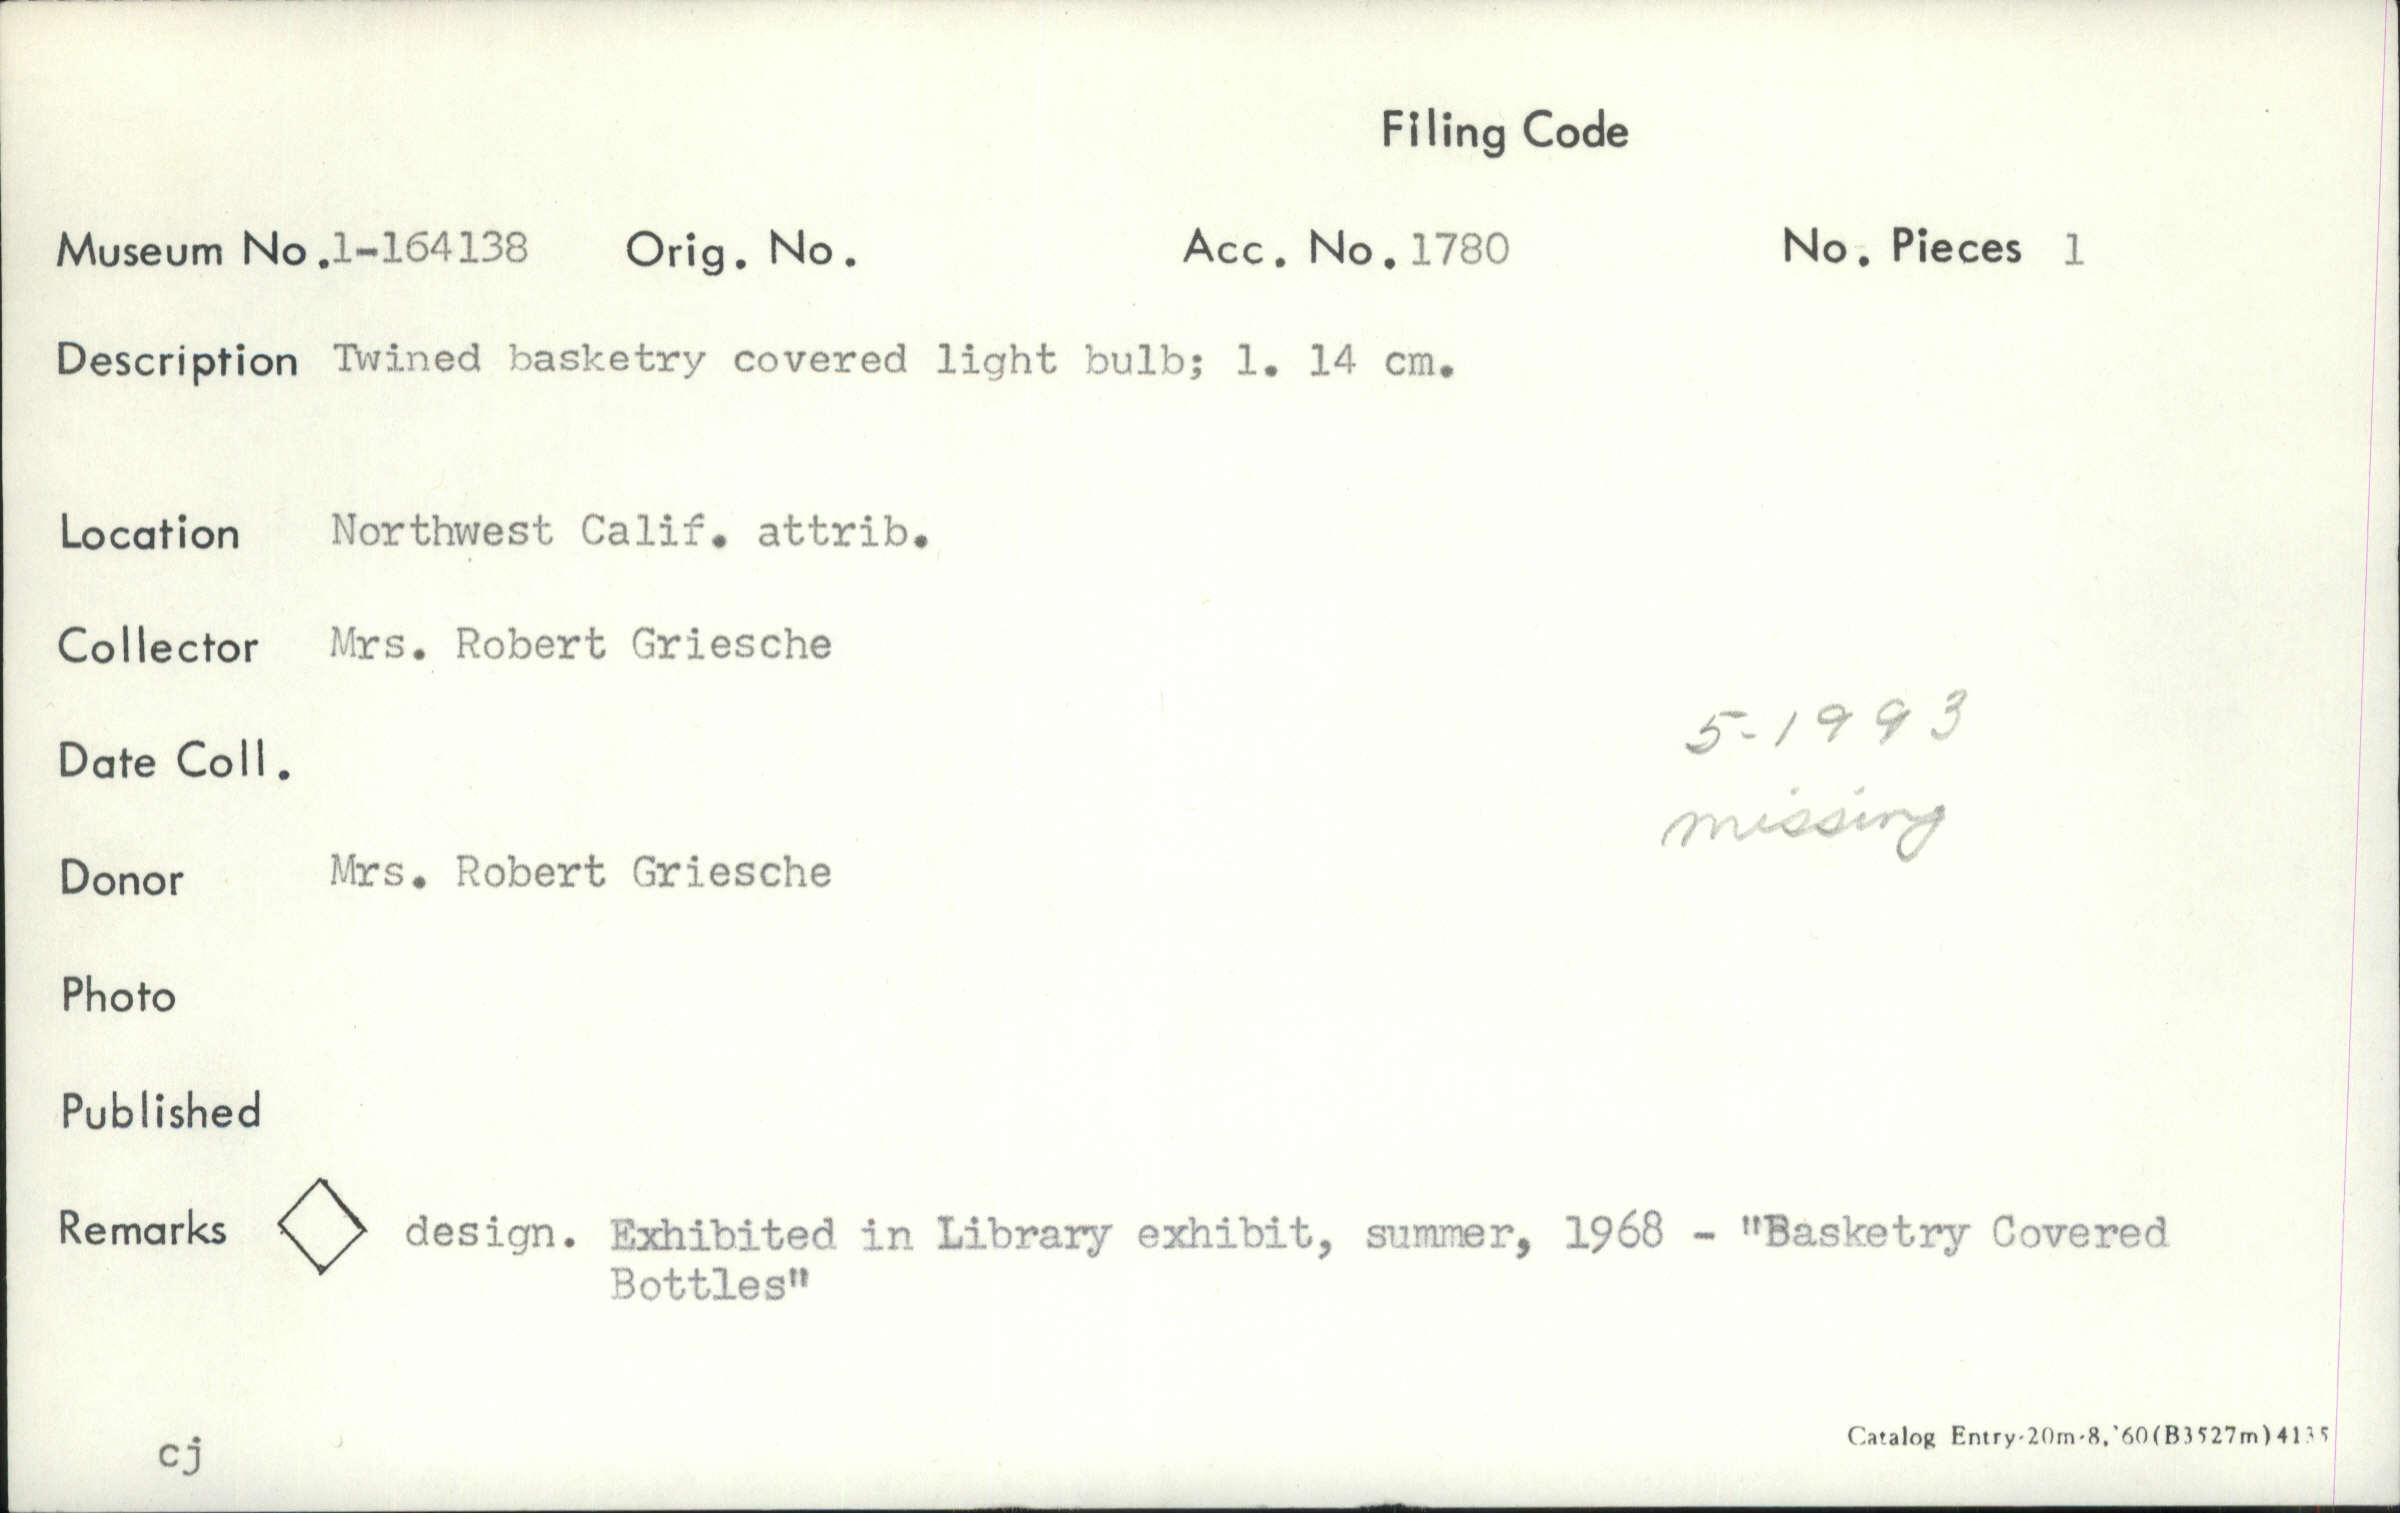 Filing Code
Museum No. 1-164138 Orig. No. Acc. No. 1780 No. Pieces 1
Description Twined basketry covered light bulb; l. 14 cm.
Location Northwest Calif. attrib.
Collector Mrs. Robert Griesche
5-1993
Date Coll.
missing
Donor Mrs. Robert Griesche
Photo
Published
Remarks design. Exhibited in Library exhibit, summer, 1968 - "Basketry Covered
Bottles"
cj
Catalog Entry-20m-8,'60(B3527m)4135